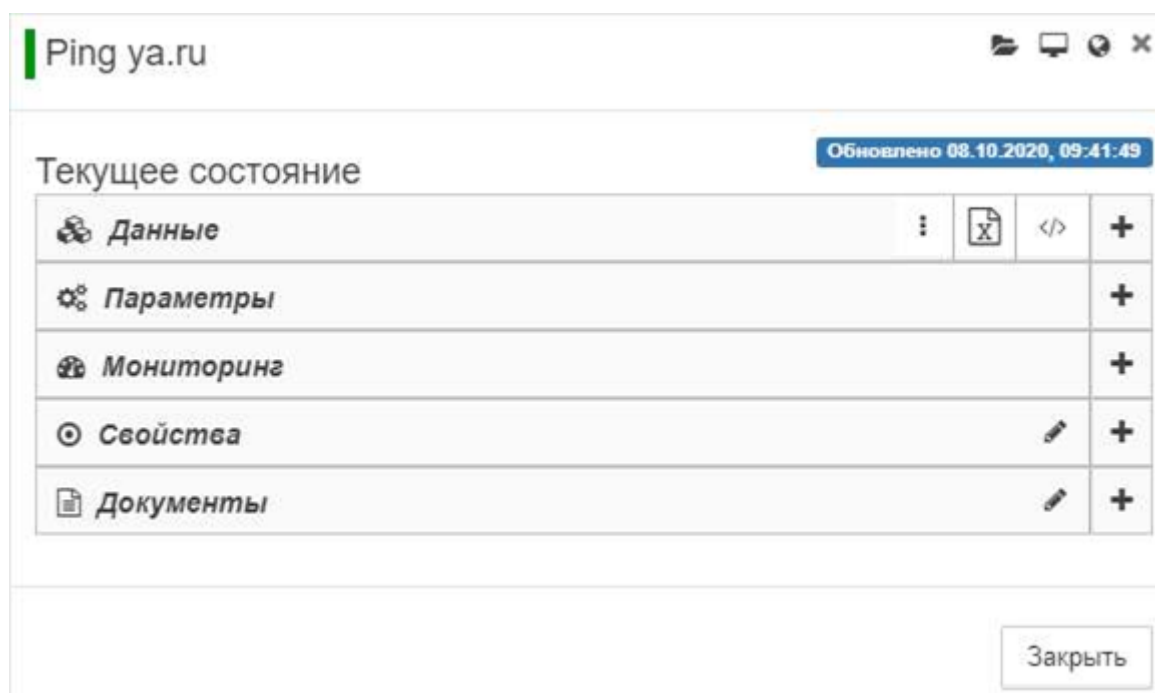 Ping ya.ru
Обновлено 08.10.2020, 09:41:49
Текущее состояние
Данные
Параметры
Мониторинг
Свойства
Документы
Закрыть